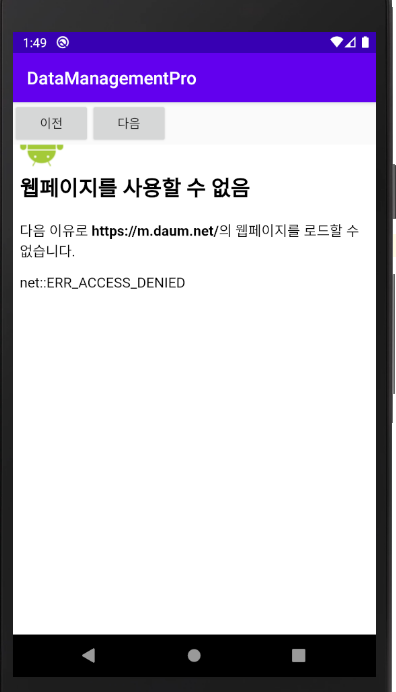 1:49
DataManagementPro
이전 다음
웹페이지를 사용할 수 없음
다음 이유로 https://m.daum.net/의 웹페이지를 로드할 수
없습니다.
net::ERR_ACCESS_DENIED